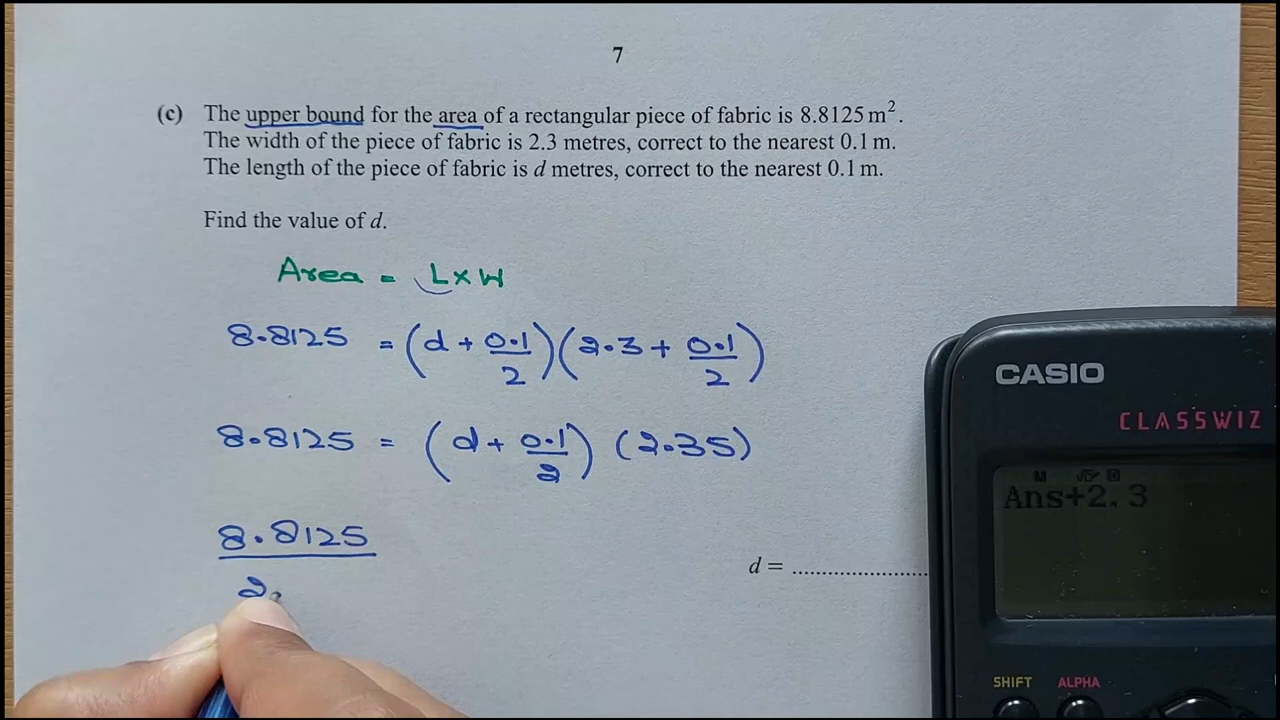 7
(c) The upper bound for the area of a rectangular piece of fabric is 8.8125 m².
The width of the piece of fabric is 2.3 metres, correct to the nearest 0.1 m.
The length of the piece of fabric is d metres, correct to the nearest 0.1 m.
Find the value of d.
Area = L×W
8.8125 = (d + 0.1/2)(2.3 + 0.1/2)
8.8125 = (d + 0.1/2) (2.35)
8.8125
2.
d = ........................
CASIO
CLASSWIZ
M √ D
Ans+2.3
SHIFT ALPHA